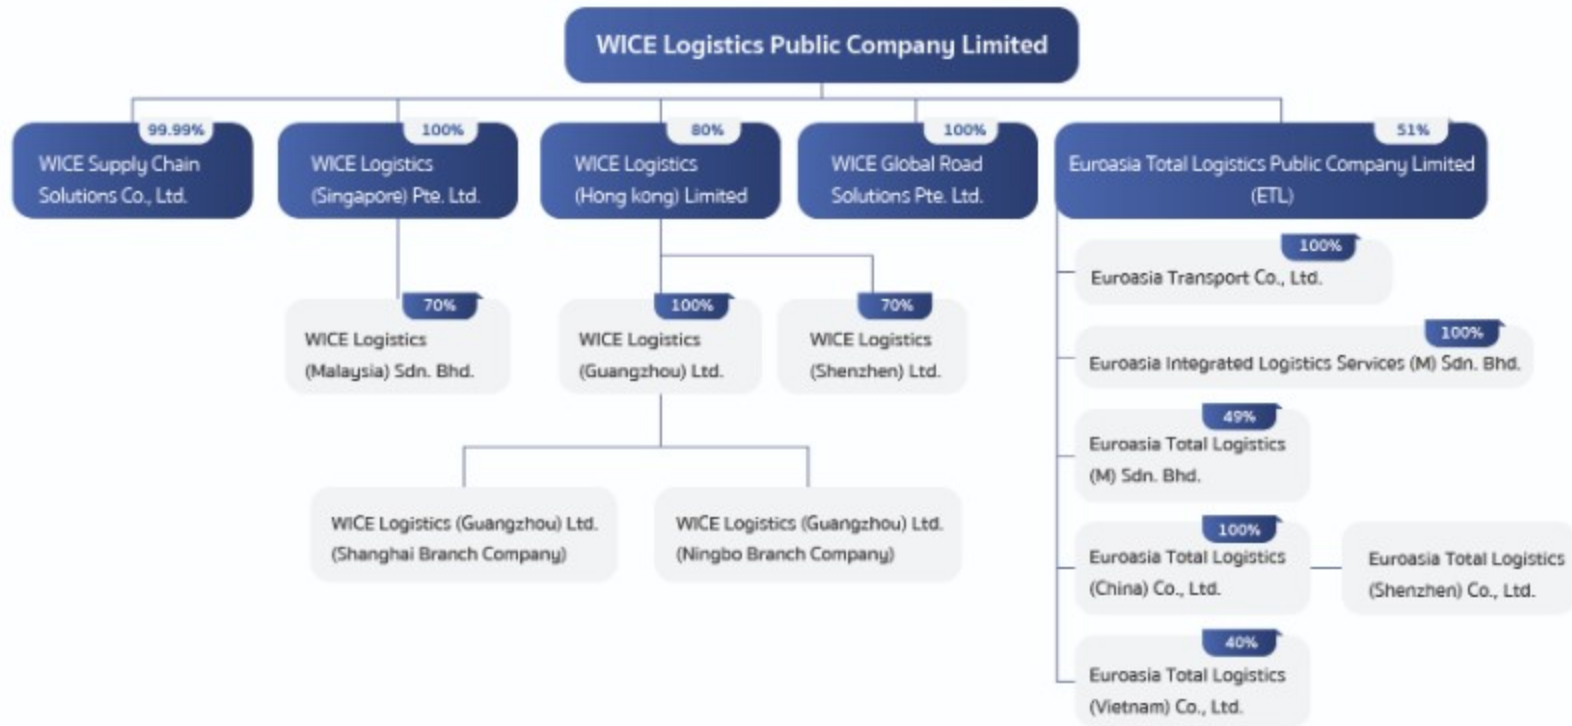 WICE Logistics Public Company Limited
99.99%
WICE Supply Chain
Solutions Co., Ltd.
100%
WICE Logistics
(Singapore) Pte. Ltd.
80%
WICE Logistics
(Hong kong) Limited
100%
WICE Global Road
Solutions Pte. Ltd.
51%
Euroasia Total Logistics Public Company Limited
(ETL)
70%
WICE Logistics
(Malaysia) Sdn. Bhd.
100%
WICE Logistics
(Guangzhou) Ltd.
70%
WICE Logistics
(Shenzhen) Ltd.
WICE Logistics (Guangzhou) Ltd.
(Shanghai Branch Company)
WICE Logistics (Guangzhou) Ltd.
(Ningbo Branch Company)
100%
Euroasia Transport Co., Ltd.
100%
Euroasia Integrated Logistics Services (M) Sdn. Bhd.
49%
Euroasia Total Logistics
(M) Sdn. Bhd.
100%
Euroasia Total Logistics
(China) Co., Ltd.
Euroasia Total Logistics
(Shenzhen) Co., Ltd.
40%
Euroasia Total Logistics
(Vietnam) Co., Ltd.